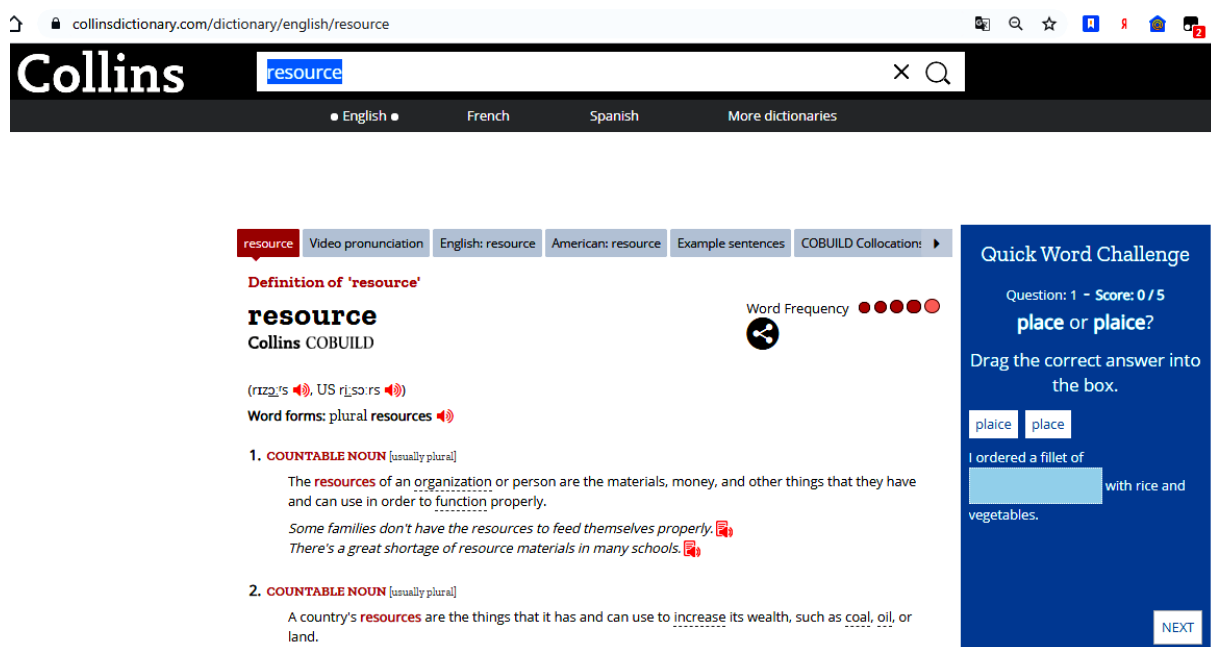 collinsdictionary.com/dictionary/english/resource
Я
2
Collins
resource
English
French
Spanish
More dictionaries
resource
Video pronunciation
English: resource
American: resource
Example sentences
COBUILD Collocation
Definition of 'resource'
resource
Collins COBUILD
Word Frequency
(rɪzɔːʳs , US riːsɔːrs )
Word forms: plural resources
1. COUNTABLE NOUN [usually plural]
The resources of an organization or person are the materials, money, and other things that they have
and can use in order to function properly.
Some families don't have the resources to feed themselves properly.
There's a great shortage of resource materials in many schools.
2. COUNTABLE NOUN [usually plural]
A country's resources are the things that it has and can use to increase its wealth, such as coal, oil, or
land.
Quick Word Challenge
Question: 1 - Score: 0 / 5
place or plaice?
Drag the correct answer into
the box.
plaice
place
I ordered a fillet of
with rice and
vegetables.
NEXT